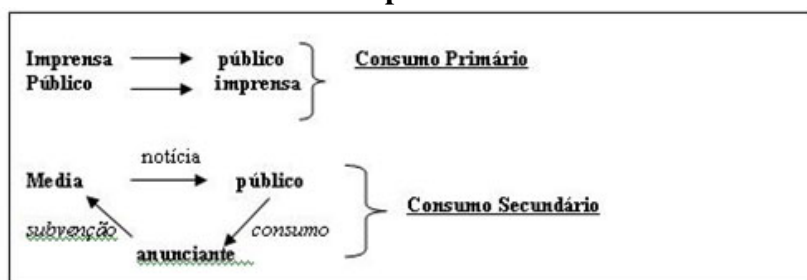 Imprensa público Consumo Primário
Público imprensa
notícia
Media público
Consumo Secundário
subvenção consumo
anunciante